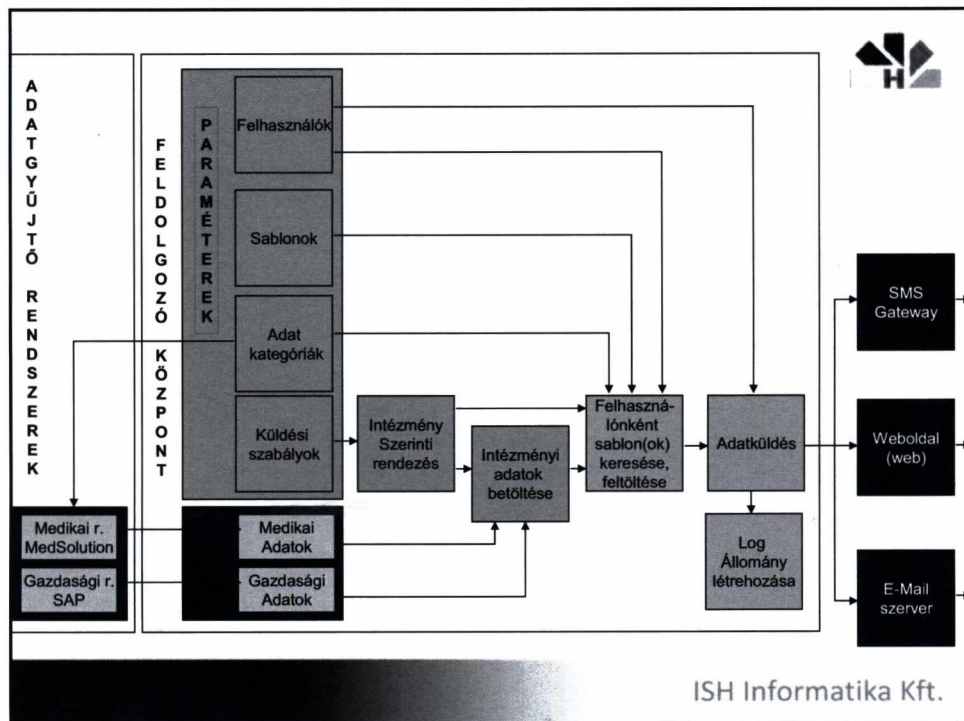 ADATGYŰJTŐ RENDSZEREK
FELDOLGOZÓ KÖZPONT
PARAMÉTEREK
Felhasználók
Sablonok
Adat
kategóriák
Küldési
szabályok
Intézmény
Szerinti
rendezés
Intézményi
adatok
betöltése
Felhaszná-
lónként
sablon(ok)
keresése,
feltöltése
Adatküldés
Log
Állomány
létrehozása
Medikai r.
MedSolution
Gazdasági r.
SAP
Medikai
Adatok
Gazdasági
Adatok
H
SMS
Gateway
Weboldal
(web)
E-Mail
szerver
ISH Informatika Kft.